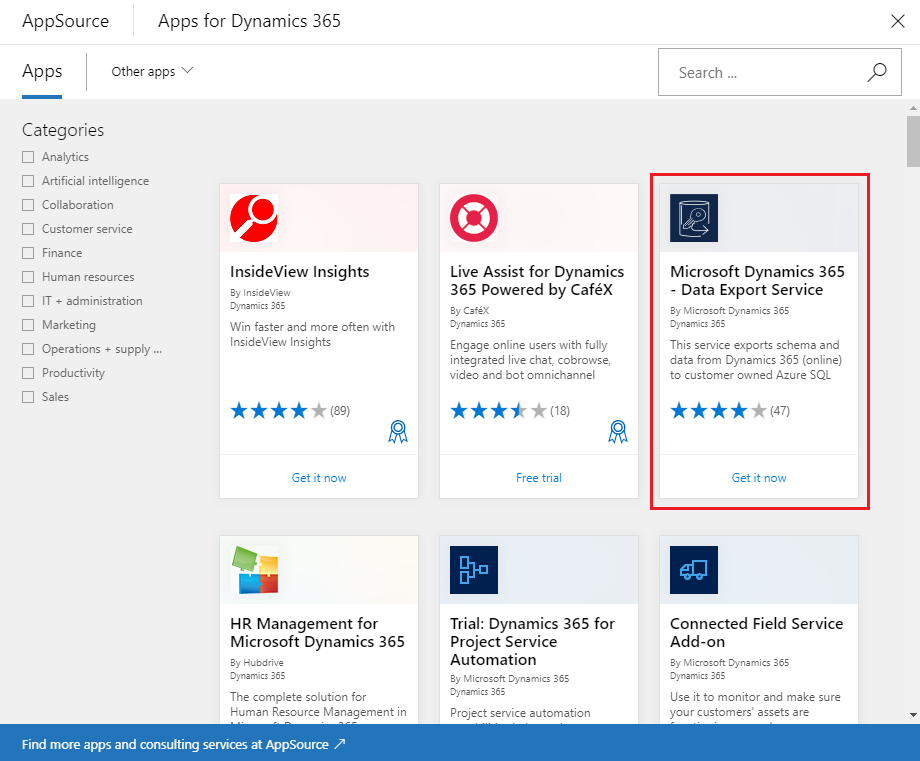 AppSource
Apps for Dynamics 365
Apps
Other apps
Search ...
Categories
Analytics
Artificial intelligence
Collaboration
Customer service
Finance
Human resources
IT + administration
Marketing
Operations + supply ...
Productivity
Sales
InsideView Insights
By InsideView
Dynamics 365
Win faster and more often with
InsideView Insights
(89)
Get it now
Live Assist for Dynamics
365 Powered by CaféX
By CaféX
Dynamics 365
Engage online users with fully
integrated live chat, cobrowse,
video and bot omnichannel
(18)
Free trial
Microsoft Dynamics 365
- Data Export Service
By Microsoft Dynamics 365
Dynamics 365
This service exports schema and
data from Dynamics 365 (online)
to customer owned Azure SQL
(47)
Get it now
HR Management for
Microsoft Dynamics 365
By Hubdrive
Dynamics 365
The complete solution for
Human Resource Management in
Microsoft Dynamics 365
Trial: Dynamics 365 for
Project Service
Automation
By Microsoft Dynamics 365
Dynamics 365
Project service automation
Connected Field Service
Add-on
By Microsoft Dynamics 365
Dynamics 365
Use it to monitor and make sure
your customers' assets are
Find more apps and consulting services at AppSource